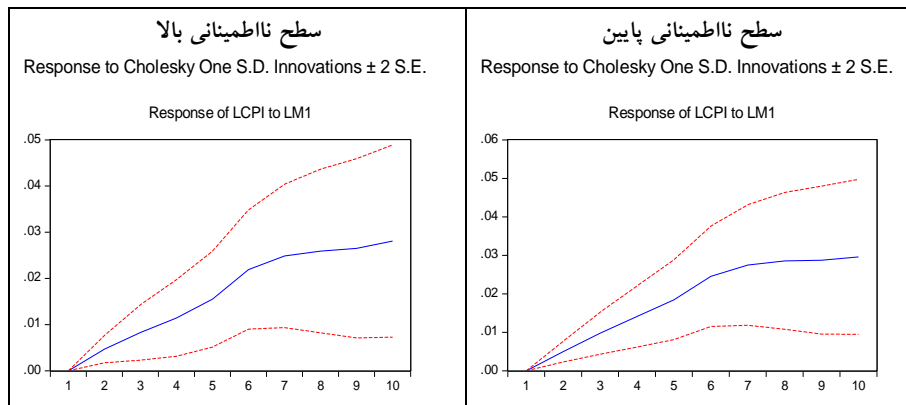 سطح نااطمینانی بالا
Response to Cholesky One S.D. Innovations ± 2 S.E.
Response of LCPI to LM1
.05
.04
.03
.02
.01
.00
1 2 3 4 5 6 7 8 9 10
سطح نااطمینانی پایین
Response to Cholesky One S.D. Innovations ± 2 S.E.
Response of LCPI to LM1
.06
.05
.04
.03
.02
.01
.00
1 2 3 4 5 6 7 8 9 10